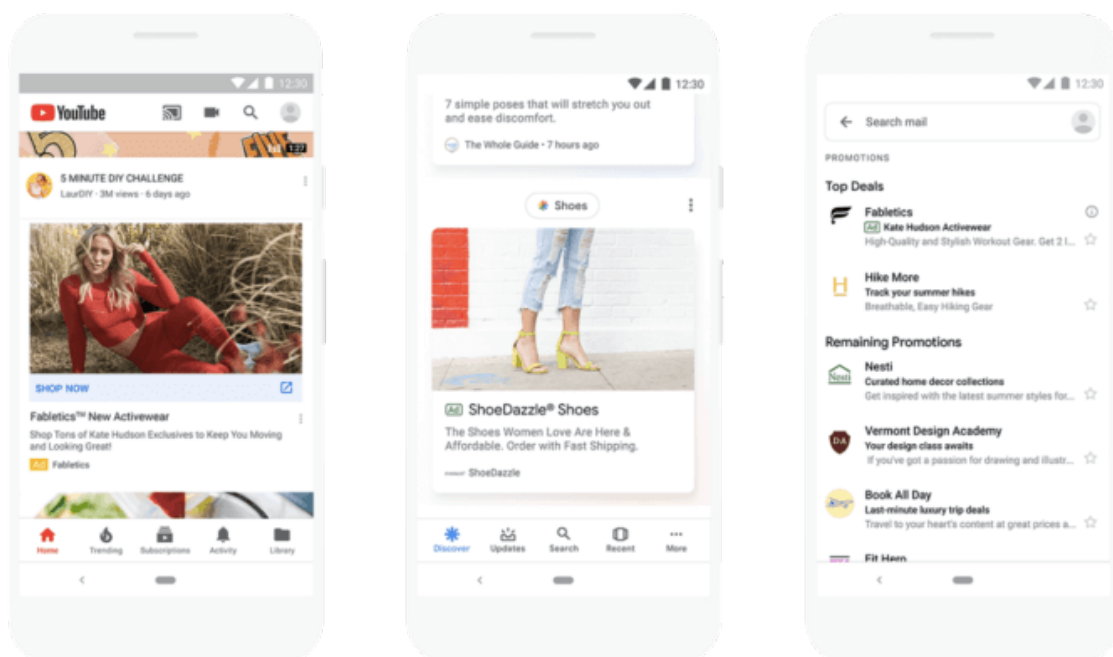 12:30
YouTube
5
FIVE
1:27
5 MINUTE DIY CHALLENGE
LaurDIY · 3M views · 6 days ago
SHOP NOW
Fabletics™ New Activewear
Shop Tons of Kate Hudson Exclusives to Keep You Moving
and Looking Great!
Ad Fabletics
Home Trending Subscriptions Activity Library
12:30
7 simple poses that will stretch you out
and ease discomfort.
The Whole Guide • 7 hours ago
Shoes
Ad ShoeDazzle® Shoes
The Shoes Women Love Are Here &
Affordable. Order with Fast Shipping.
ShoeDazzle
Discover Updates Search Recent More
12:30
Search mail
PROMOTIONS
Top Deals
Fabletics
Ad Kate Hudson Activewear
High-Quality and Stylish Workout Gear. Get 2 l...
H
Hike More
Track your summer hikes
Breathable, Easy Hiking Gear
Remaining Promotions
Nesti
Nesti
Curated home decor collections
Get inspired with the latest summer styles for...
DA
Vermont Design Academy
Your design class awaits
If you've got a passion for drawing and illustr...
Book All Day
Last-minute luxury trip deals
Travel to your heart's content at great prices a...
Fit Hero